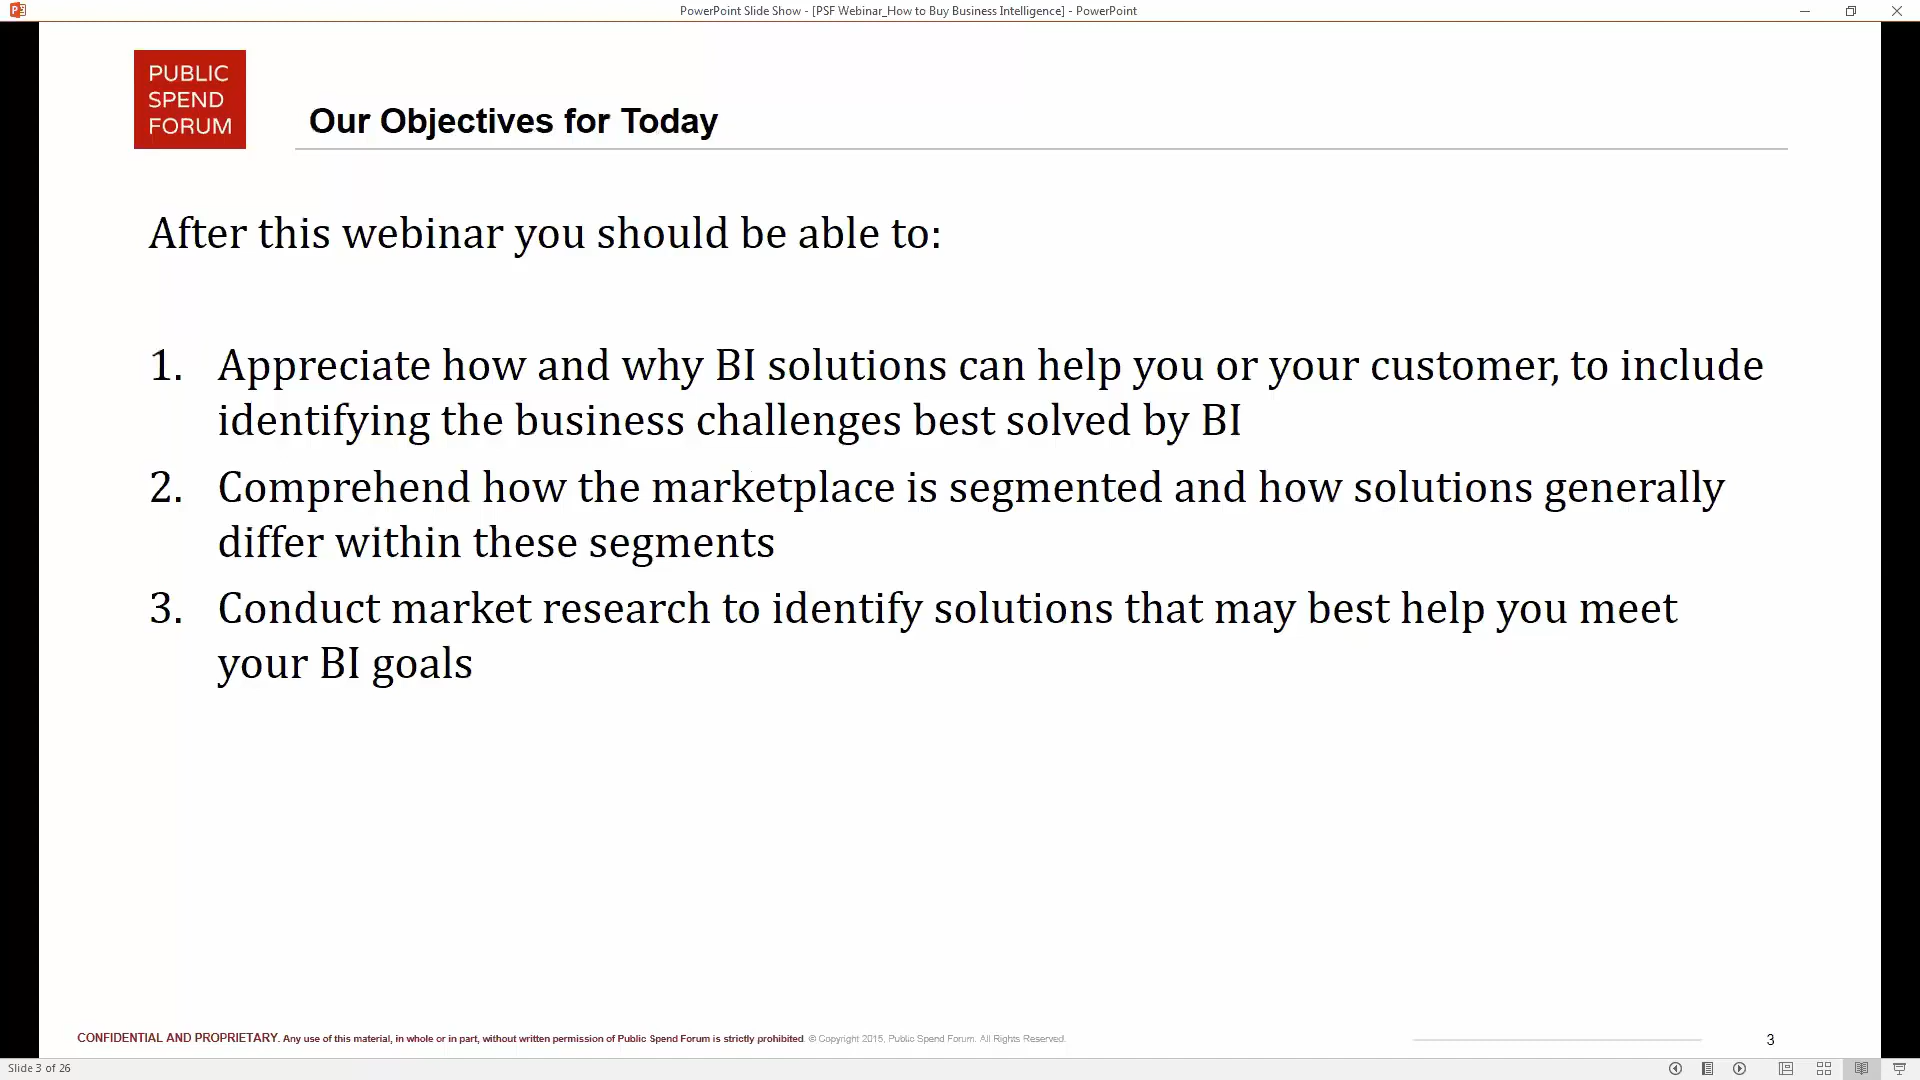 PowerPoint Slide Show - [PSF Webinar_How to Buy Business Intelligence] - PowerPoint
PUBLIC
SPEND
FORUM
Our Objectives for Today
After this webinar you should be able to:
1. Appreciate how and why BI solutions can help you or your customer, to include
identifying the business challenges best solved by BI
2. Comprehend how the marketplace is segmented and how solutions generally
differ within these segments
3. Conduct market research to identify solutions that may best help you meet
your BI goals
CONFIDENTIAL AND PROPRIETARY. Any use of this material, in whole or in part, without written permission of Public Spend Forum is strictly prohibited. © Copyright 2015, Public Spend Forum. All Rights Reserved.
3
Slide 3 of 26